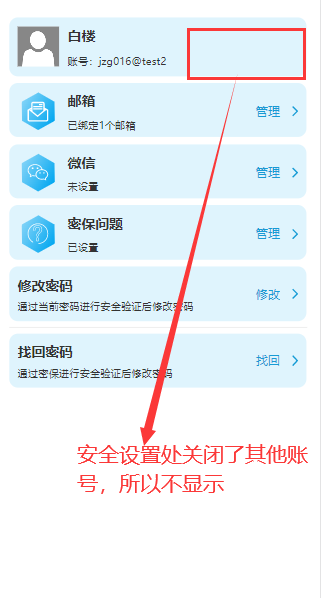 白楼
账号：jzg016@test2
邮箱
已绑定1个邮箱
管理
微信
未设置
管理
密保问题
已设置
管理
修改密码
通过当前密码进行安全验证后修改密码
修改
找回密码
通过密保进行安全验证后修改密码
找回
安全设置处关闭了其他账
号，所以不显示